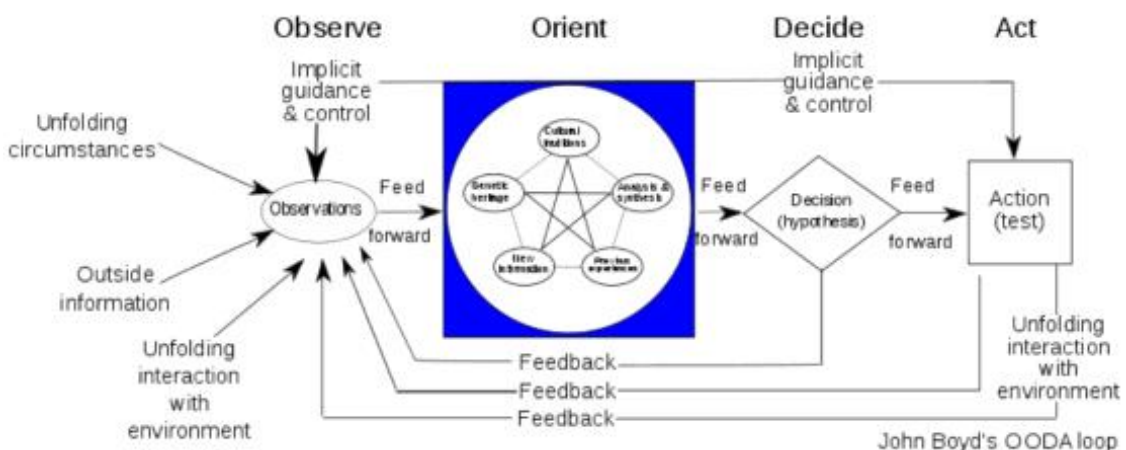 Observe
Orient
Decide
Act
Implicit
guidance
& control
Implicit
guidance
& control
Unfolding
circumstances
Observations
Outside
information
Unfolding
interaction
with
environment
Feed
forward
Cultural
traditions
Genetic
heritage
Analysis &
synthesis
New
information
Previous
experiences
Feed
forward
Decision
(hypothesis)
Feed
forward
Action
(test)
Unfolding
interaction
with
environment
Feedback
Feedback
Feedback
John Boyd's OODA loop